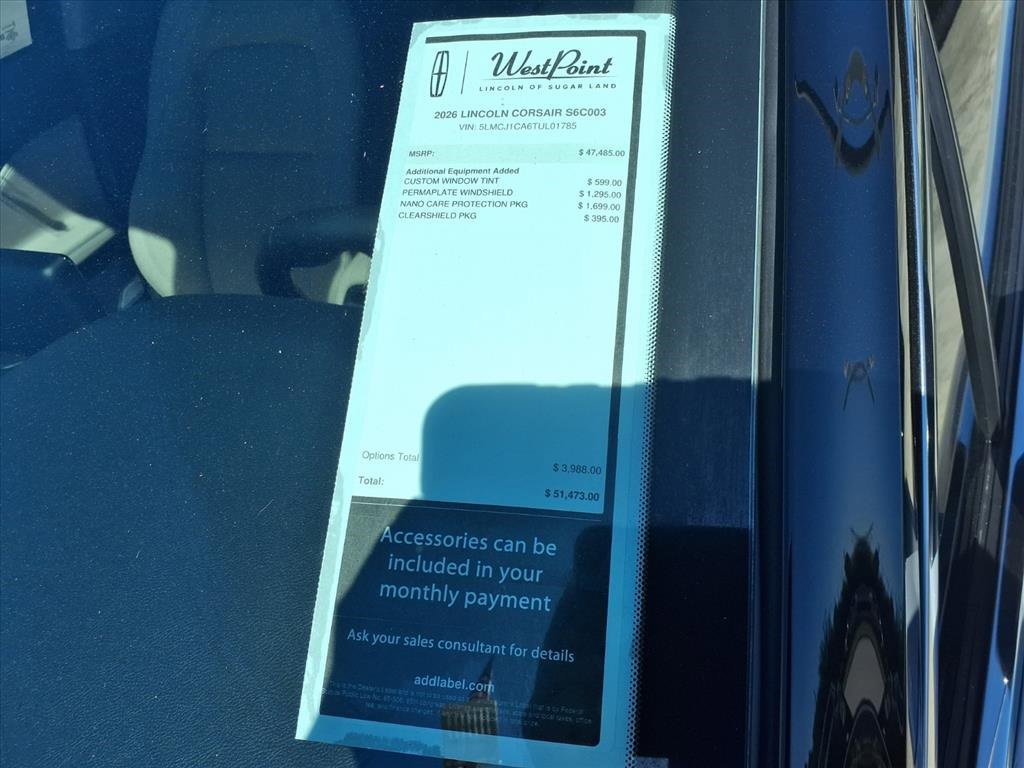 WestPoint
LINCOLN OF SUGAR LAND
2026 LINCOLN CORSAIR S6C003
VIN: 5LMCJ1CA6TUL01785
MSRP: $ 47,485.00
Additional Equipment Added
CUSTOM WINDOW TINT $ 599.00
PERMAPLATE WINDSHIELD $ 1,295.00
NANO CARE PROTECTION PKG $ 1,699.00
CLEARSHIELD PKG $ 395.00
Options Total $ 3,988.00
Total: $ 51,473.00
Accessories can be
included in your
monthly payment
Ask your sales consultant for details
addlabel.com